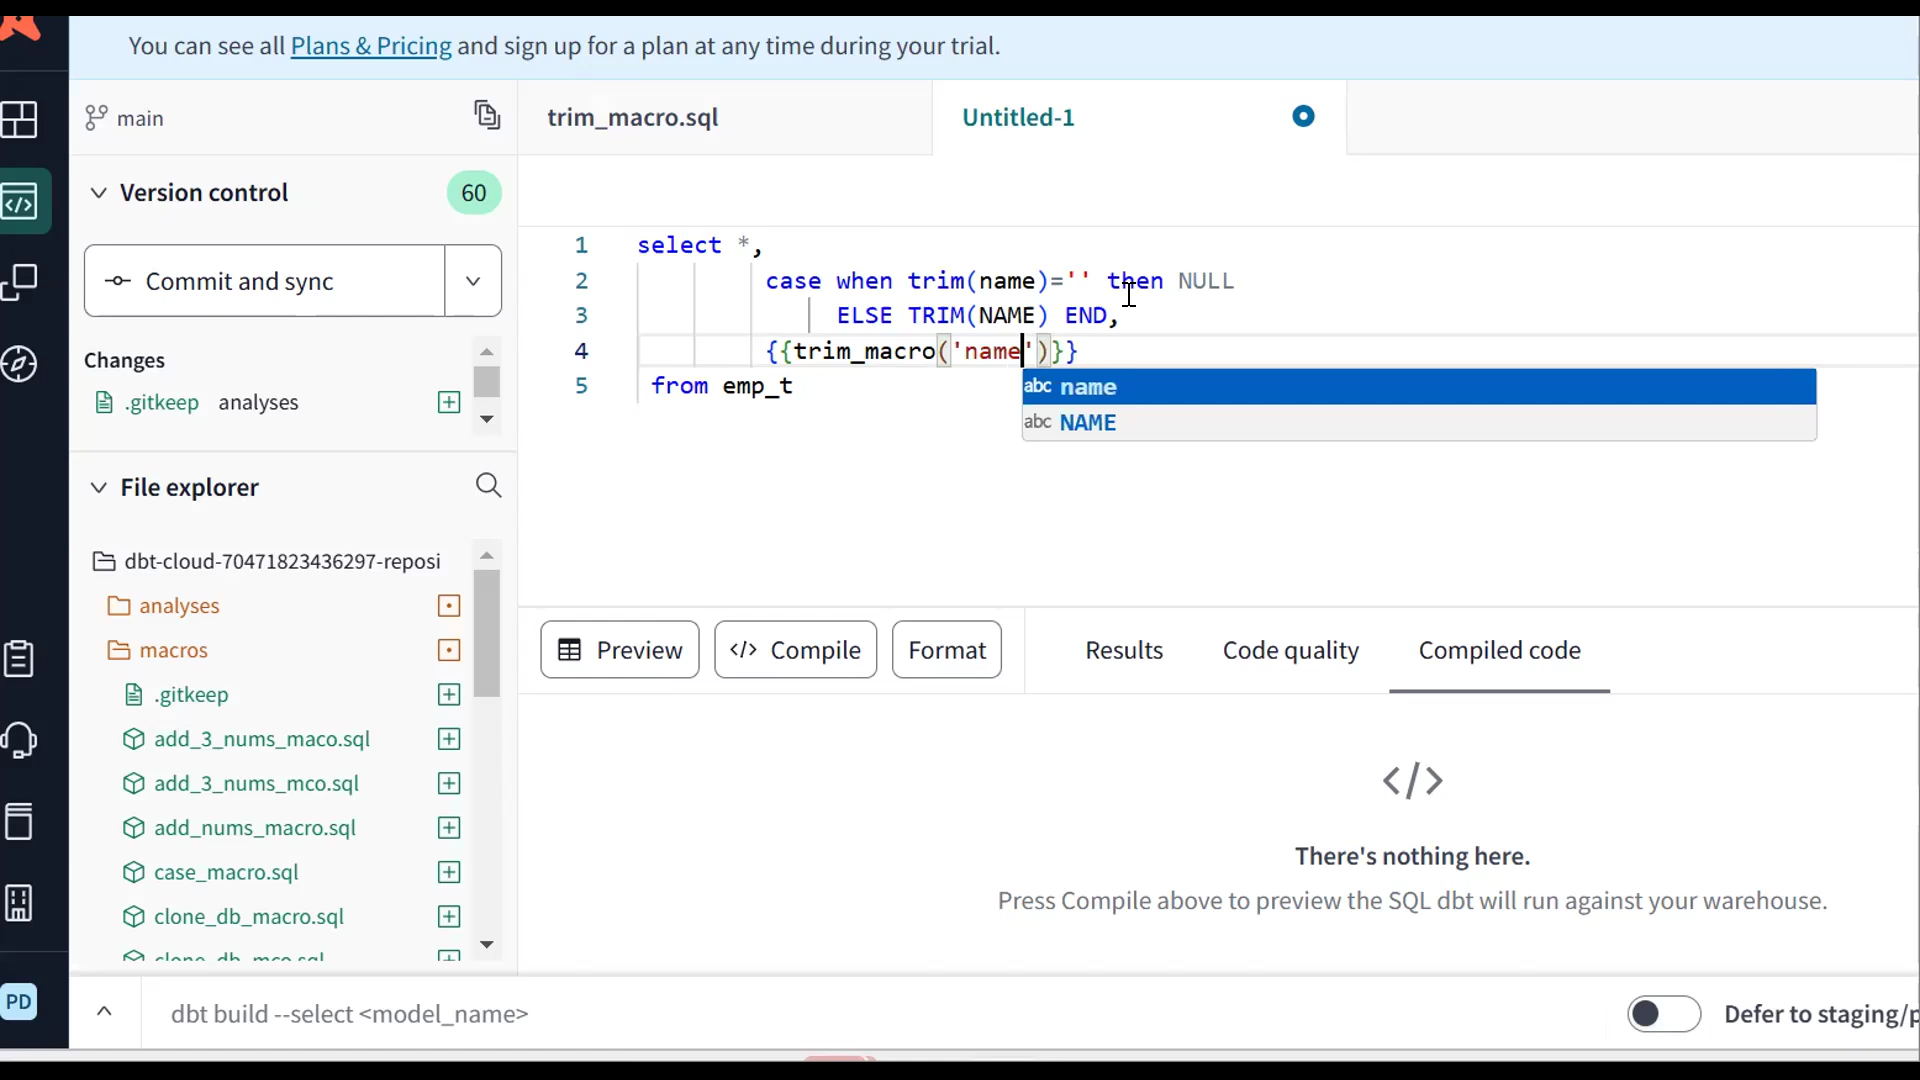 You can see all Plans & Pricing and sign up for a plan at any time during your trial.
main
trim_macro.sql
Untitled-1
Version control
60
Commit and sync
Changes
.gitkeep analyses
1 select *,
2 case when trim(name)='' then NULL
3 ELSE TRIM(NAME) END,
4 {{trim_macro('name')}}
5 from emp_t
abc name
abc NAME
File explorer
dbt-cloud-70471823436297-reposi
analyses
macros
.gitkeep
add_3_nums_maco.sql
add_3_nums_mco.sql
add_nums_macro.sql
case_macro.sql
clone_db_macro.sql
clone_db_mco.sql
Preview
</> Compile
Format
Results
Code quality
Compiled code
</>
There's nothing here.
Press Compile above to preview the SQL dbt will run against your warehouse.
PD
dbt build --select <model_name>
Defer to staging/p